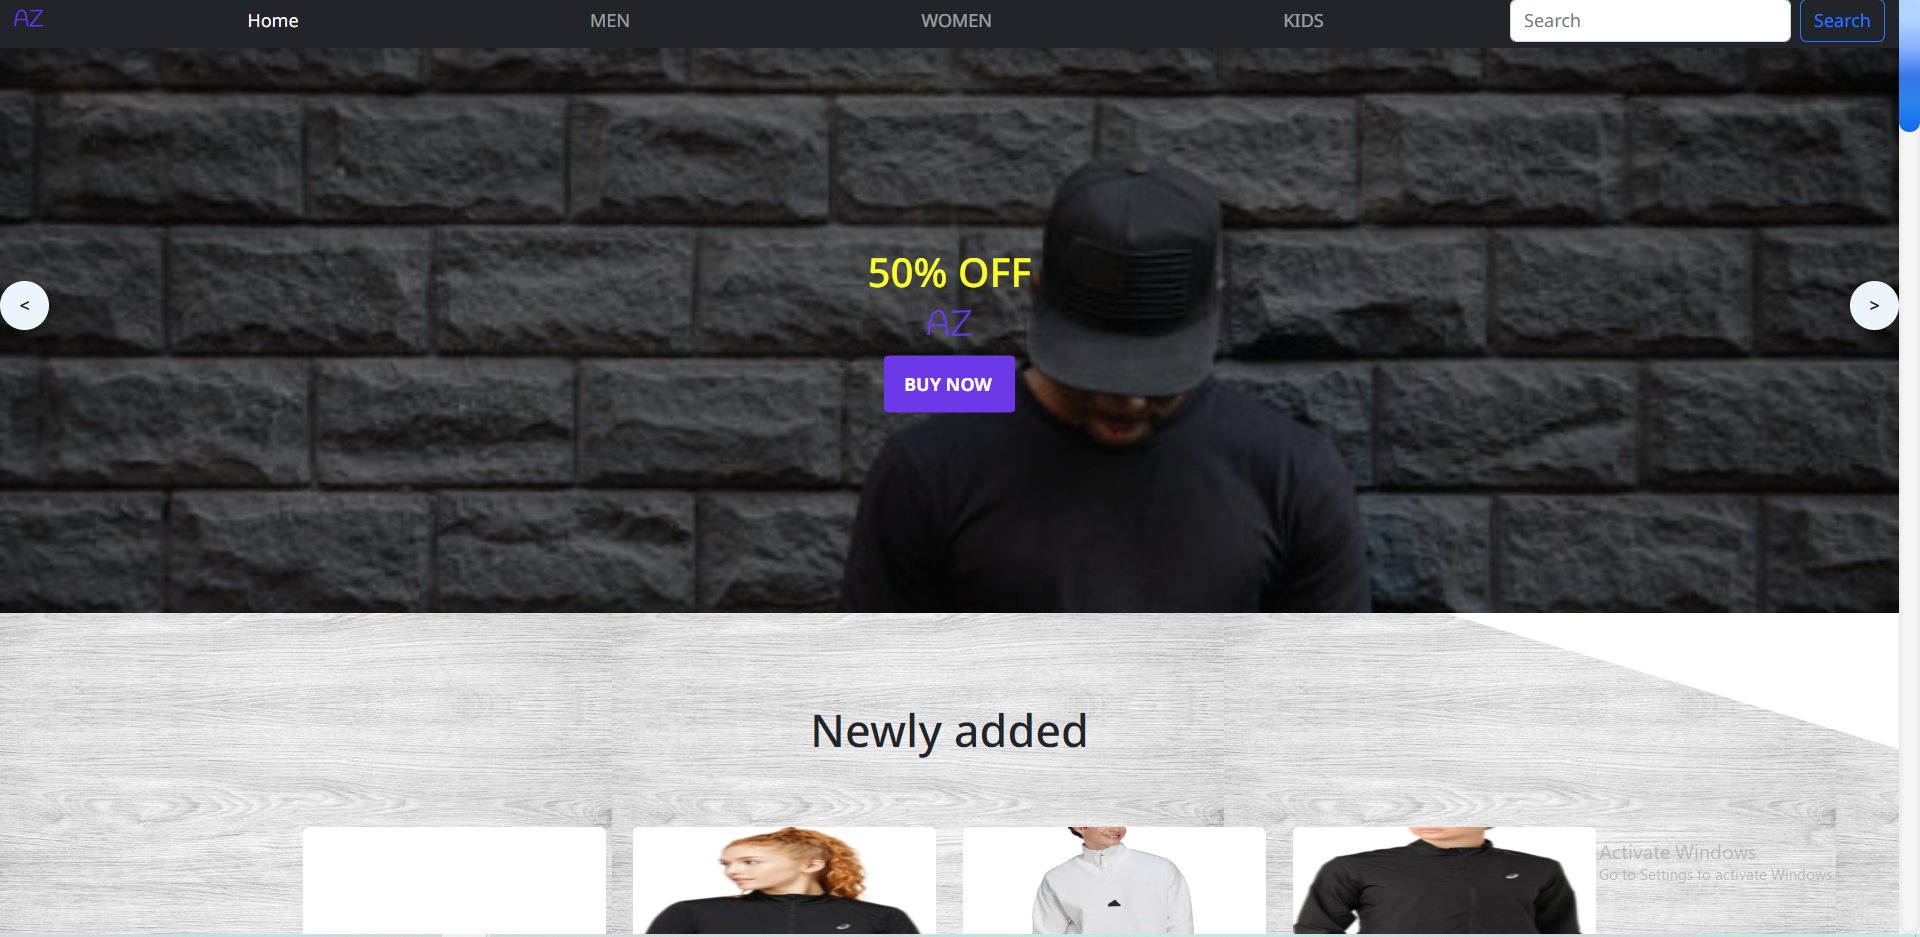 AZ
Home
MEN
WOMEN
KIDS
Search
Search
50% OFF
AZ
BUY NOW
<
>
Newly added
Activate Windows
Go to Settings to activate Windows.